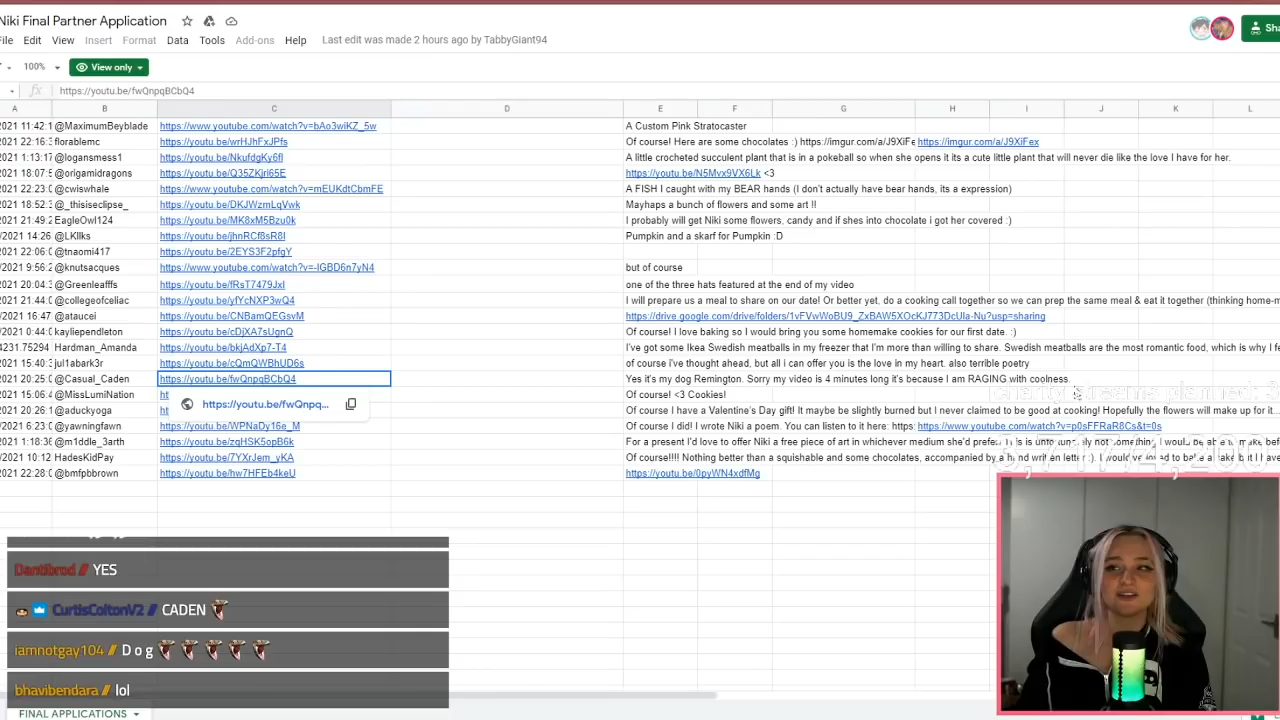 Niki Final Partner Application
File Edit View Insert Format Data Tools Add-ons Help Last edit was made 2 hours ago by TabbyGiant94
100% View only
fx https://youtu.be/fwQnpqBCbQ4
A B C D E F G H I J K L
2021 11:42:1 @MaximumBeyblade https://www.youtube.com/watch?v=bAo3wiKZ_5w A Custom Pink Stratocaster
2021 22:16:3 florablemc https://youtu.be/wrHJhFxJPfs Of course! Here are some chocolates :) https://imgur.com/a/J9XiFe https://imgur.com/a/J9XiFex
2021 1:13:17 @logansmess1 https://youtu.be/NkufdgKy6fI A little crocheted succulent plant that is in a pokeball so when she opens it its a cute little plant that will never die like the love I have for her.
2021 18:07:5 @origamidragons https://youtu.be/Q35ZKjrl65E https://youtu.be/N5Mvx9VX6Lk <3
2021 22:23:0 @cwiswhale https://www.youtube.com/watch?v=mEUKdtCbmFE A FISH I caught with my BEAR hands (I don't actually have bear hands, its a expression)
2021 18:52:3 @_thisiseclipse_ https://youtu.be/DKJWzmLqVwk Mayhaps a bunch of flowers and some art !!
2021 21:49:2 EagleOwl124 https://youtu.be/MK8xM5Bzu0k I probably will get Niki some flowers, candy and if shes into chocolate i got her covered :)
/2021 14:26 @LKllks https://youtu.be/jhnRCf8sR8I Pumpkin and a skarf for Pumpkin :D
2021 22:06:0 @tnaomi417 https://youtu.be/2EYS3F2pfgY
/2021 9:56:2 @knutsacques https://www.youtube.com/watch?v=-IGBD6n7yN4 but of course
2021 20:04:3 @Greenleafffs https://youtu.be/fRsT7479JxI one of the three hats featured at the end of my video
2021 21:44:0 @collegeofceliac https://youtu.be/yfYcNXP3wQ4 I will prepare us a meal to share on our date! Or better yet, do a cooking call together so we can prep the same meal & eat it together (thinking home-m
/2021 16:47 @ataucei https://youtu.be/CNBamQEGsvM https://drive.google.com/drive/folders/1vFVwWoBU9_ZxBAW5XOcKJ773DcUIa-Nu?usp=sharing
/2021 0:44:0 kayliependleton https://youtu.be/cDjXA7sUgnQ Of course! I love baking so I would bring you some homemake cookies for our first date. :)
4231.75294 Hardman_Amanda https://youtu.be/bkjAdXp7-T4 I've got some Ikea Swedish meatballs in my freezer that I'm more than willing to share. Swedish meatballs are the most romantic food, which is why I fe
2021 15:40:3 jul1abark3r https://youtu.be/cQmQWBhUD6s of course i've thought ahead, but all i can offer you is the love in my heart. also terrible poetry
2021 20:25:0 @Casual_Caden https://youtu.be/fwQnpqBCbQ4 Yes it's my dog Remington. Sorry my video is 4 minutes long it's because I am RAGING with coolness.
2021 15:06:4 @MissLumiNation ht Of course! <3 Cookies!
https://youtu.be/fwQnpq...
charity streams planned: 3
2021 20:26:1 @aduckyoga ht Of course I have a Valentine's Day gift! It maybe be slightly burned but I never claimed to be good at cooking! Hopefully the flowers will make up for it...
2021 6:23:0 @yawningfawn https://youtu.be/WPNaDy16e_M Of course I did! I wrote Niki a poem. You can listen to it here: https: https://www.youtube.com/watch?v=p0sFFRaR8Cs&t=0s
2021 1:18:36 @m1ddle_3arth https://youtu.be/zqHSK5opB6k For a present I'd love to offer Niki a free piece of art in whichever medium she'd prefer
/2021 10:12 HadesKidPay https://youtu.be/7YXrJem_yKA Of course!!!! Nothing better than a squishable and some chocolates, accompanied by a hand written letter :).
2021 22:28:0 @bmfpbbrown https://youtu.be/hw7HFEb4keU https://youtu.be/0pyWN4xdfMg
Dantibrod // YES
CurtisColtonV2 // CADEN
iamnotgay104 // D o g
bhavibendara // lol
FINAL APPLICATIONS